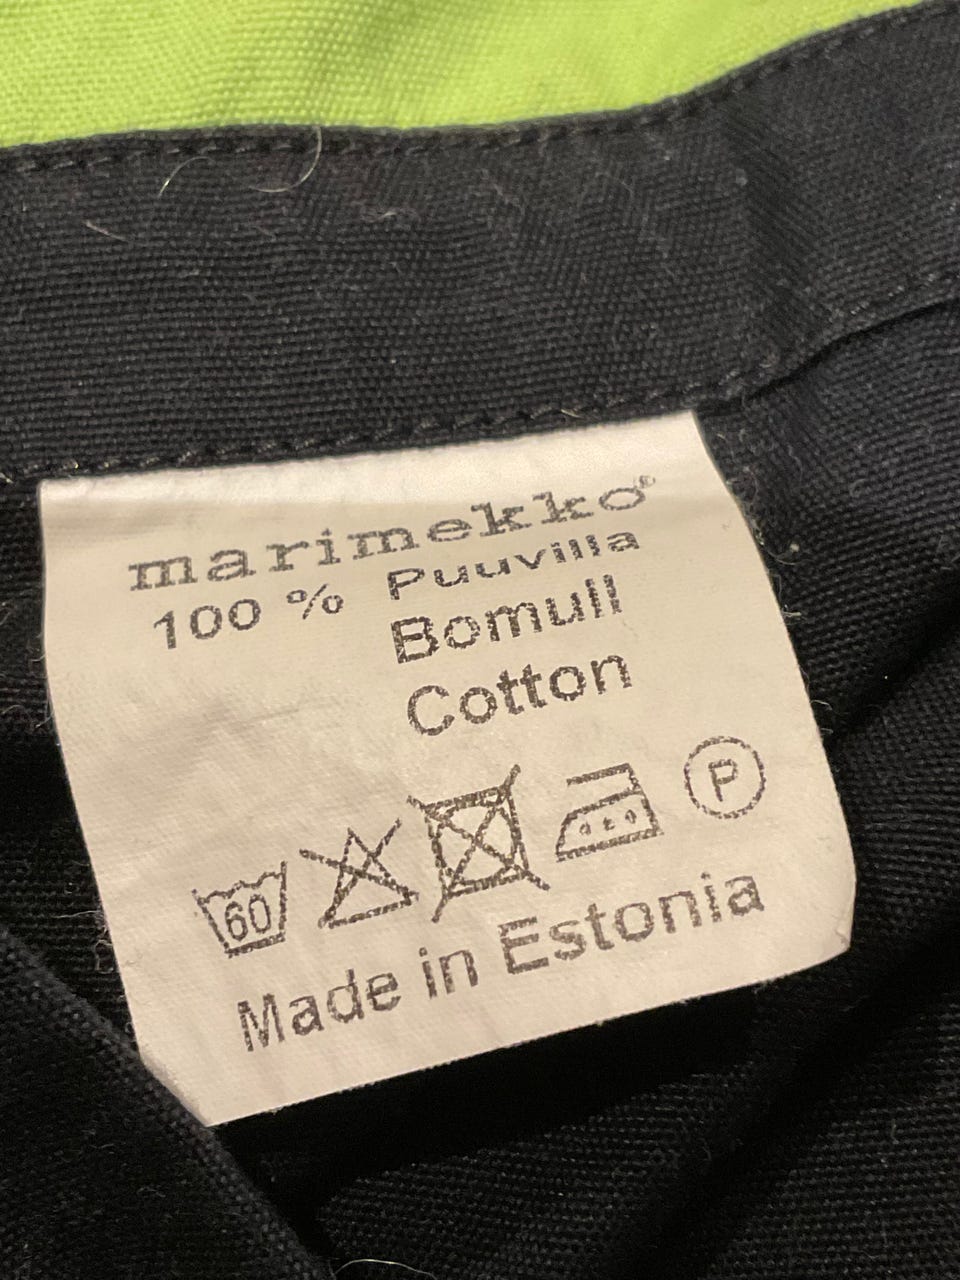 marimekko®
100 % Puuvilla
Bomull
Cotton
60 P
Made in Estonia